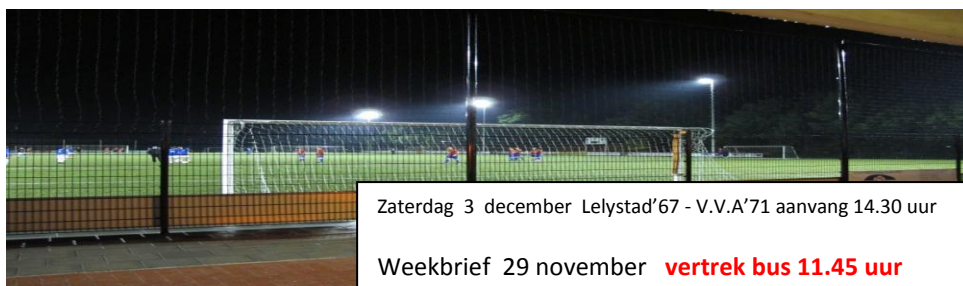 Zaterdag 3 december Lelystad'67 - V.V.A'71 aanvang 14.30 uur
Weekbrief 29 november vertrek bus 11.45 uur